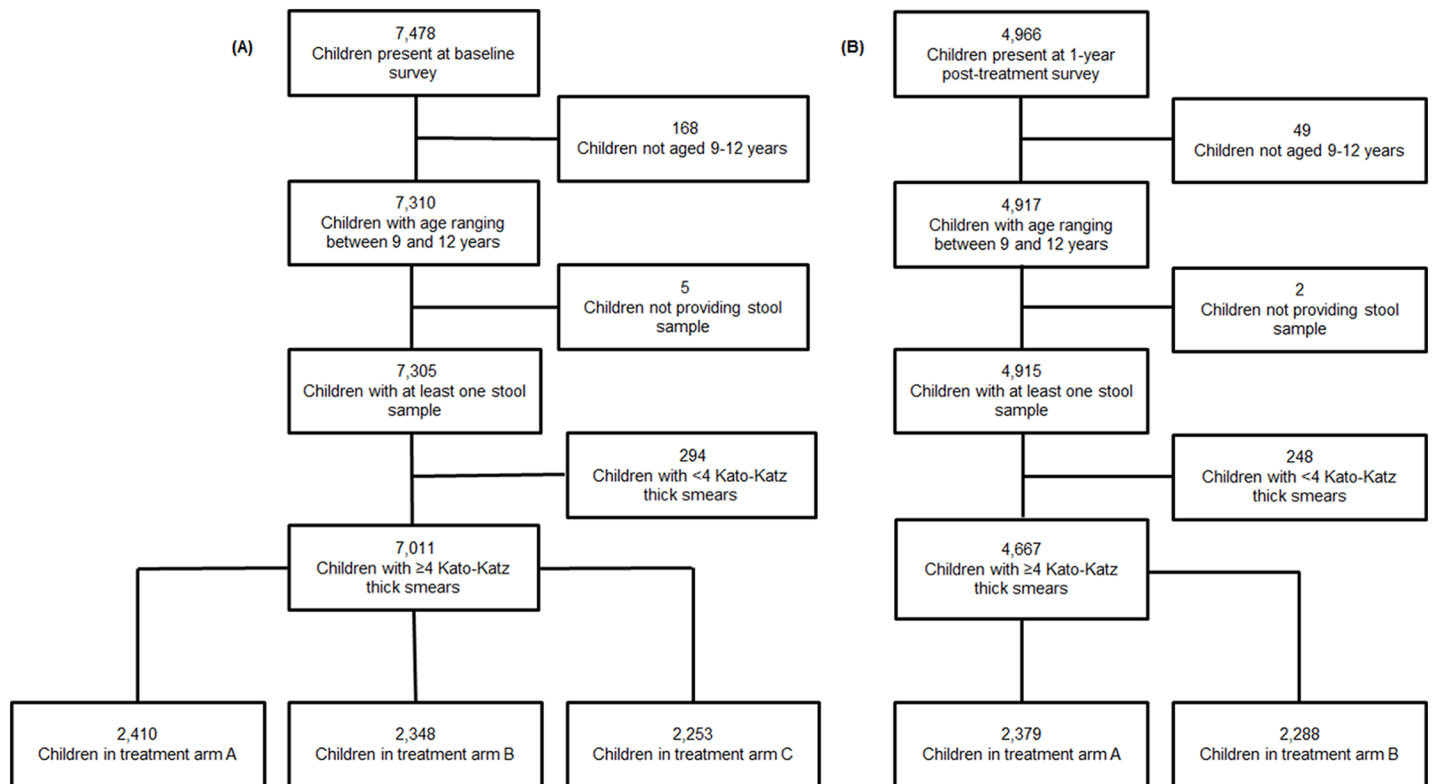 (A)
7,478
Children present at baseline
survey
168
Children not aged 9-12 years
7,310
Children with age ranging
between 9 and 12 years
5
Children not providing stool
sample
7,305
Children with at least one stool
sample
294
Children with <4 Kato-Katz
thick smears
7,011
Children with ≥4 Kato-Katz
thick smears
2,410
Children in treatment arm A
2,348
Children in treatment arm B
2,253
Children in treatment arm C
(B)
4,966
Children present at 1-year
post-treatment survey
49
Children not aged 9-12 years
4,917
Children with age ranging
between 9 and 12 years
2
Children not providing stool
sample
4,915
Children with at least one stool
sample
248
Children with <4 Kato-Katz
thick smears
4,667
Children with ≥4 Kato-Katz
thick smears
2,379
Children in treatment arm A
2,288
Children in treatment arm B